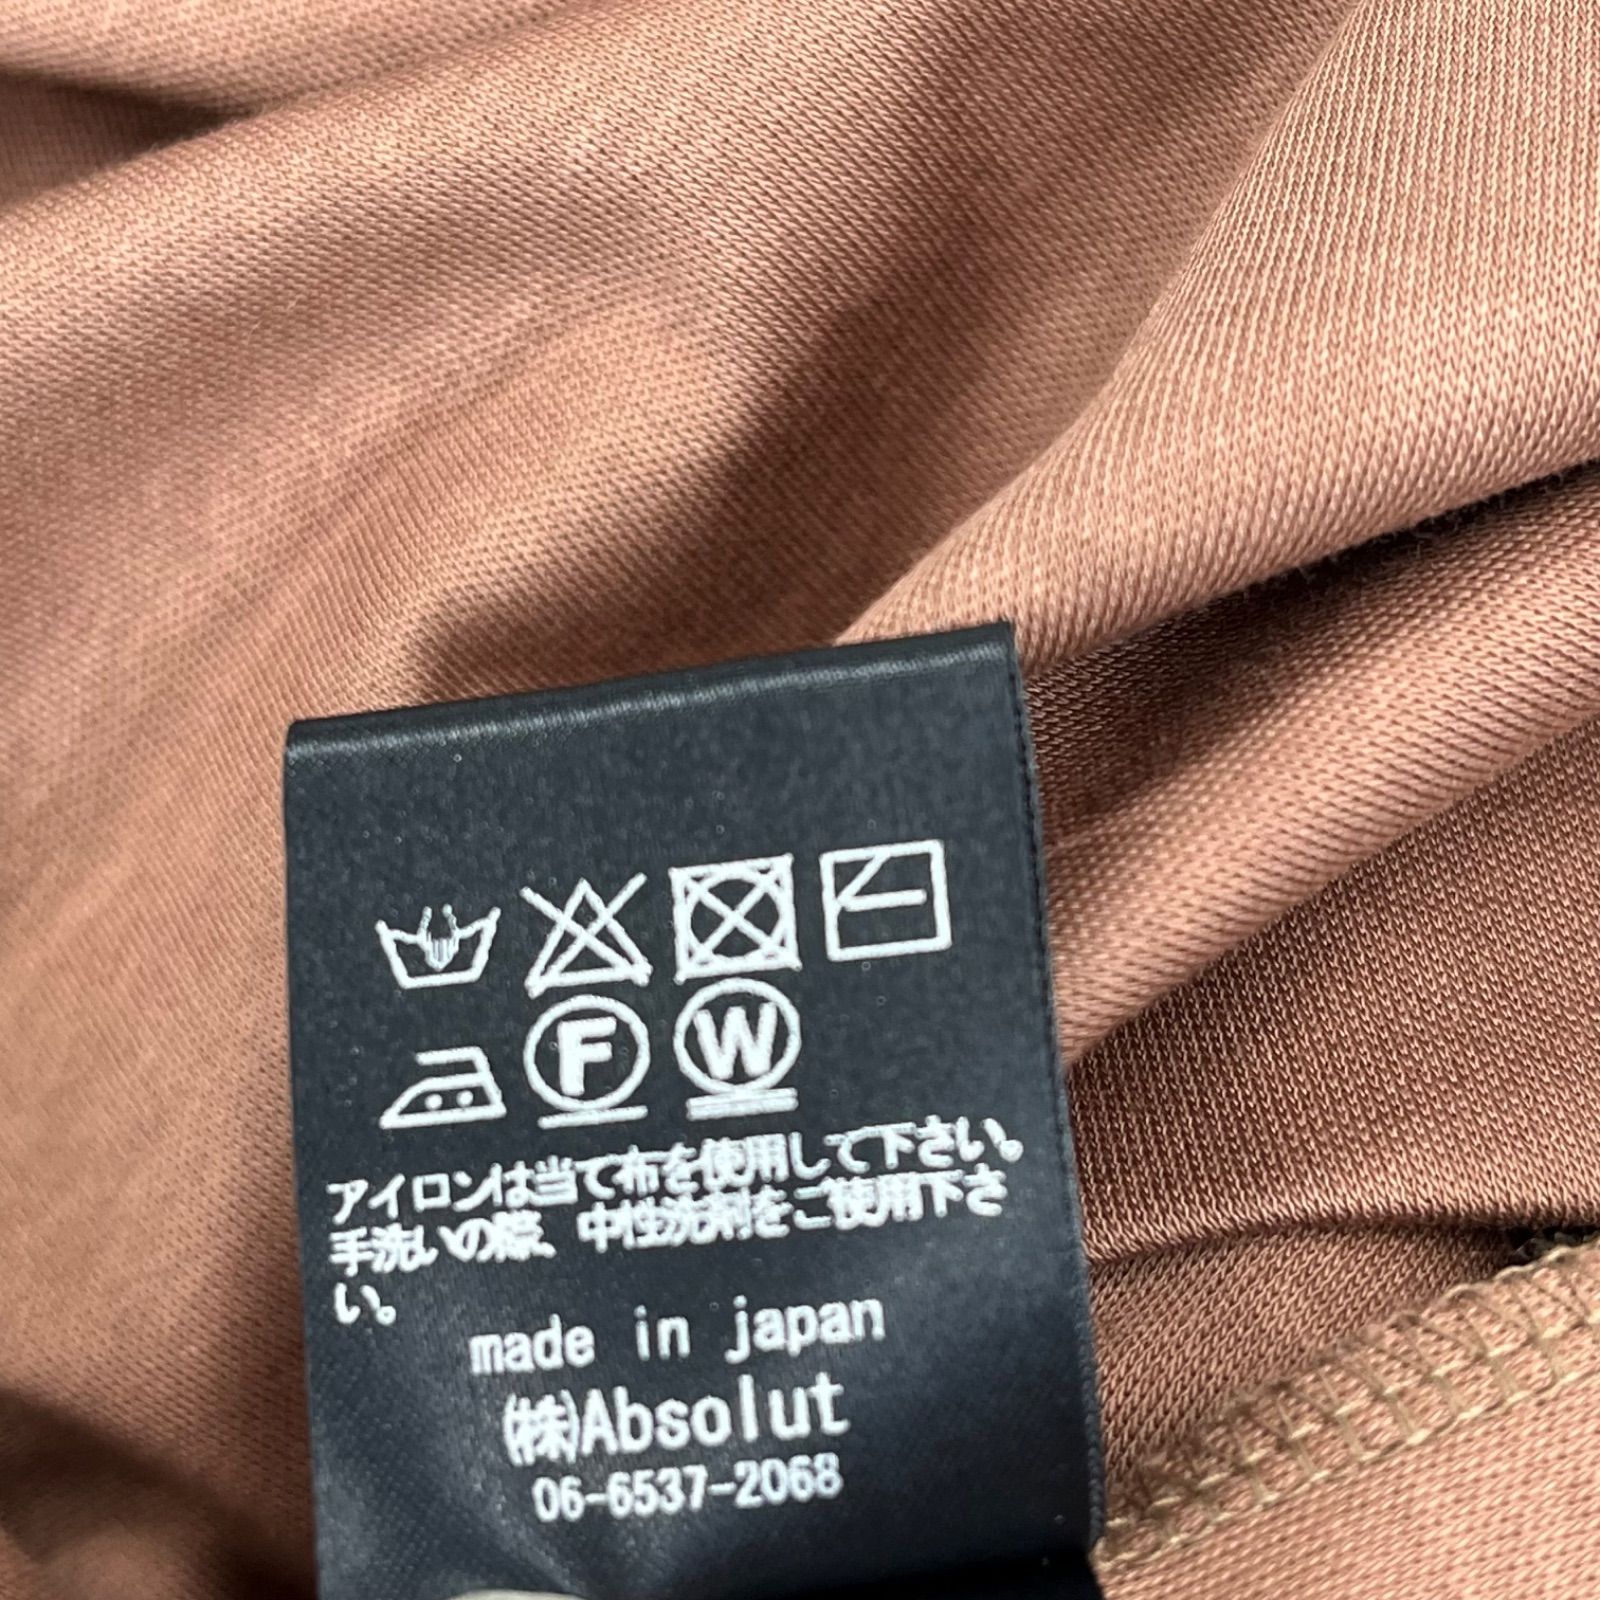 F W
アイロンは当て布を使用して下さい。
手洗いの際、中性洗剤をご使用下さ
い。
made in japan
㈱Absolut
06-6537-2068